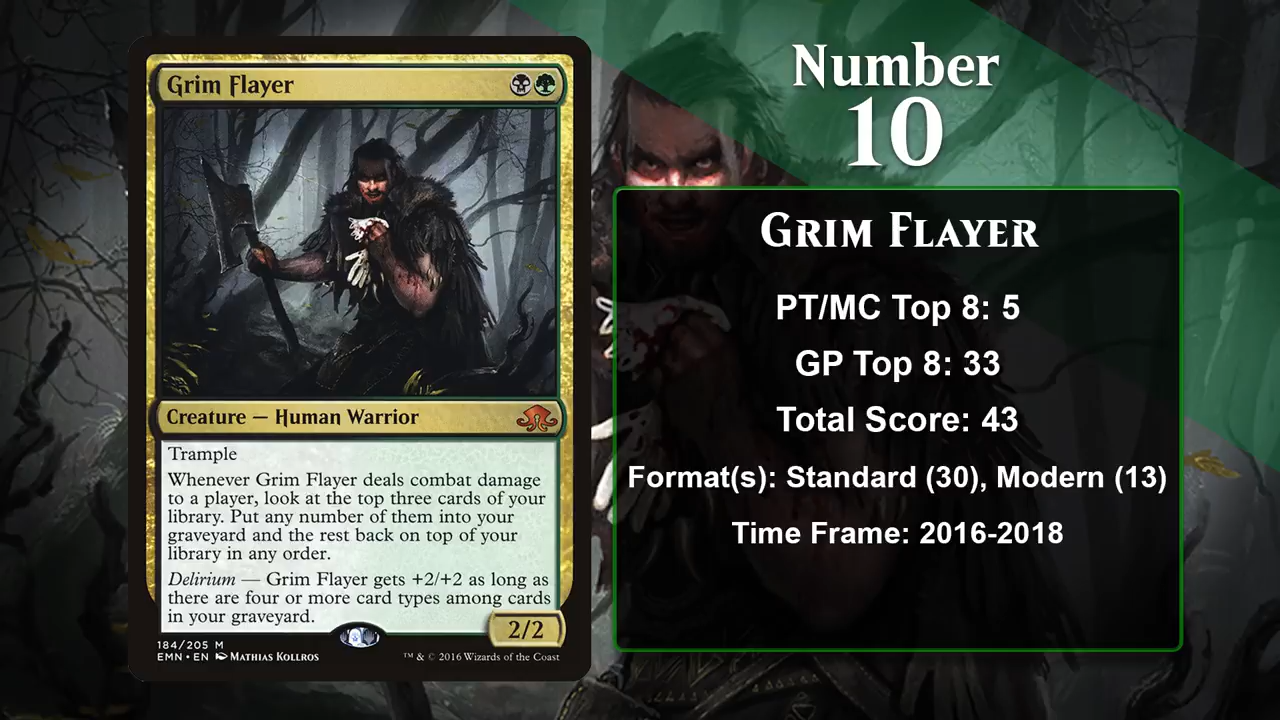 Grim Flayer
Creature — Human Warrior
Trample
Whenever Grim Flayer deals combat damage
to a player, look at the top three cards of your
library. Put any number of them into your
graveyard and the rest back on top of your
library in any order.
Delirium — Grim Flayer gets +2/+2 as long as
there are four or more card types among cards
in your graveyard.
2/2
184/205 M
EMN • EN Mathias Kollros
™ & © 2016 Wizards of the Coast
Number
10
Grim Flayer
PT/MC Top 8: 5
GP Top 8: 33
Total Score: 43
Format(s): Standard (30), Modern (13)
Time Frame: 2016-2018